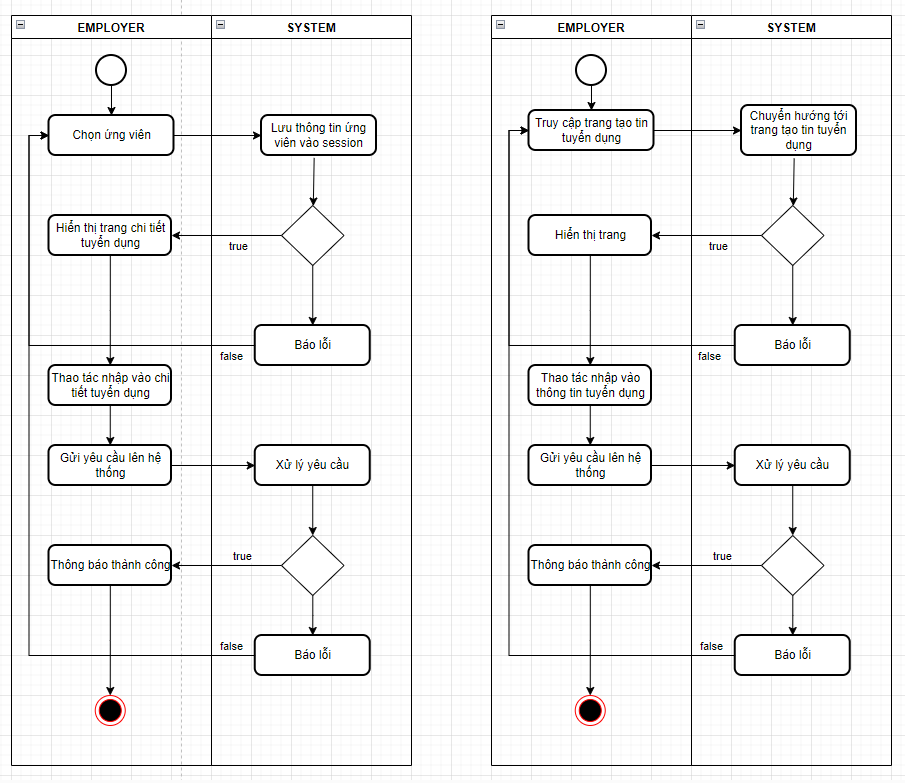 EMPLOYER
SYSTEM
Chọn ứng viên
Lưu thông tin ứng
viên vào session
Hiển thị trang chi tiết
tuyển dụng
true
Báo lỗi
false
Thao tác nhập vào chi
tiết tuyển dụng
Gửi yêu cầu lên hệ
thống
Xử lý yêu cầu
true
Thông báo thành công
false
Báo lỗi
EMPLOYER
SYSTEM
Truy cập trang tạo tin
tuyển dụng
Chuyển hướng tới
trang tạo tin tuyển
dụng
Hiển thị trang
true
Báo lỗi
false
Thao tác nhập vào
thông tin tuyển dụng
Gửi yêu cầu lên hệ
thống
Xử lý yêu cầu
true
Thông báo thành công
false
Báo lỗi